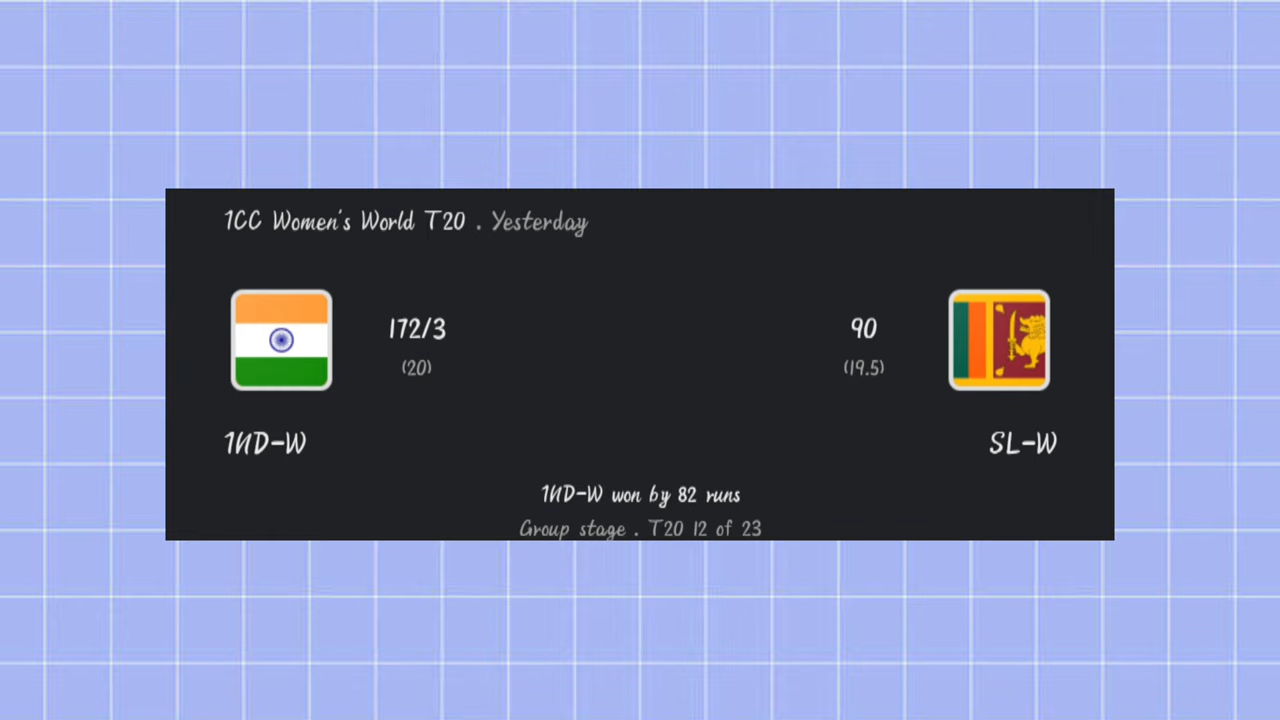 ICC Women's World T20 . Yesterday
172/3
90
(20)
(19.5)
IND-W
SL-W
IND-W won by 82 runs
Group stage . T20 12 of 23